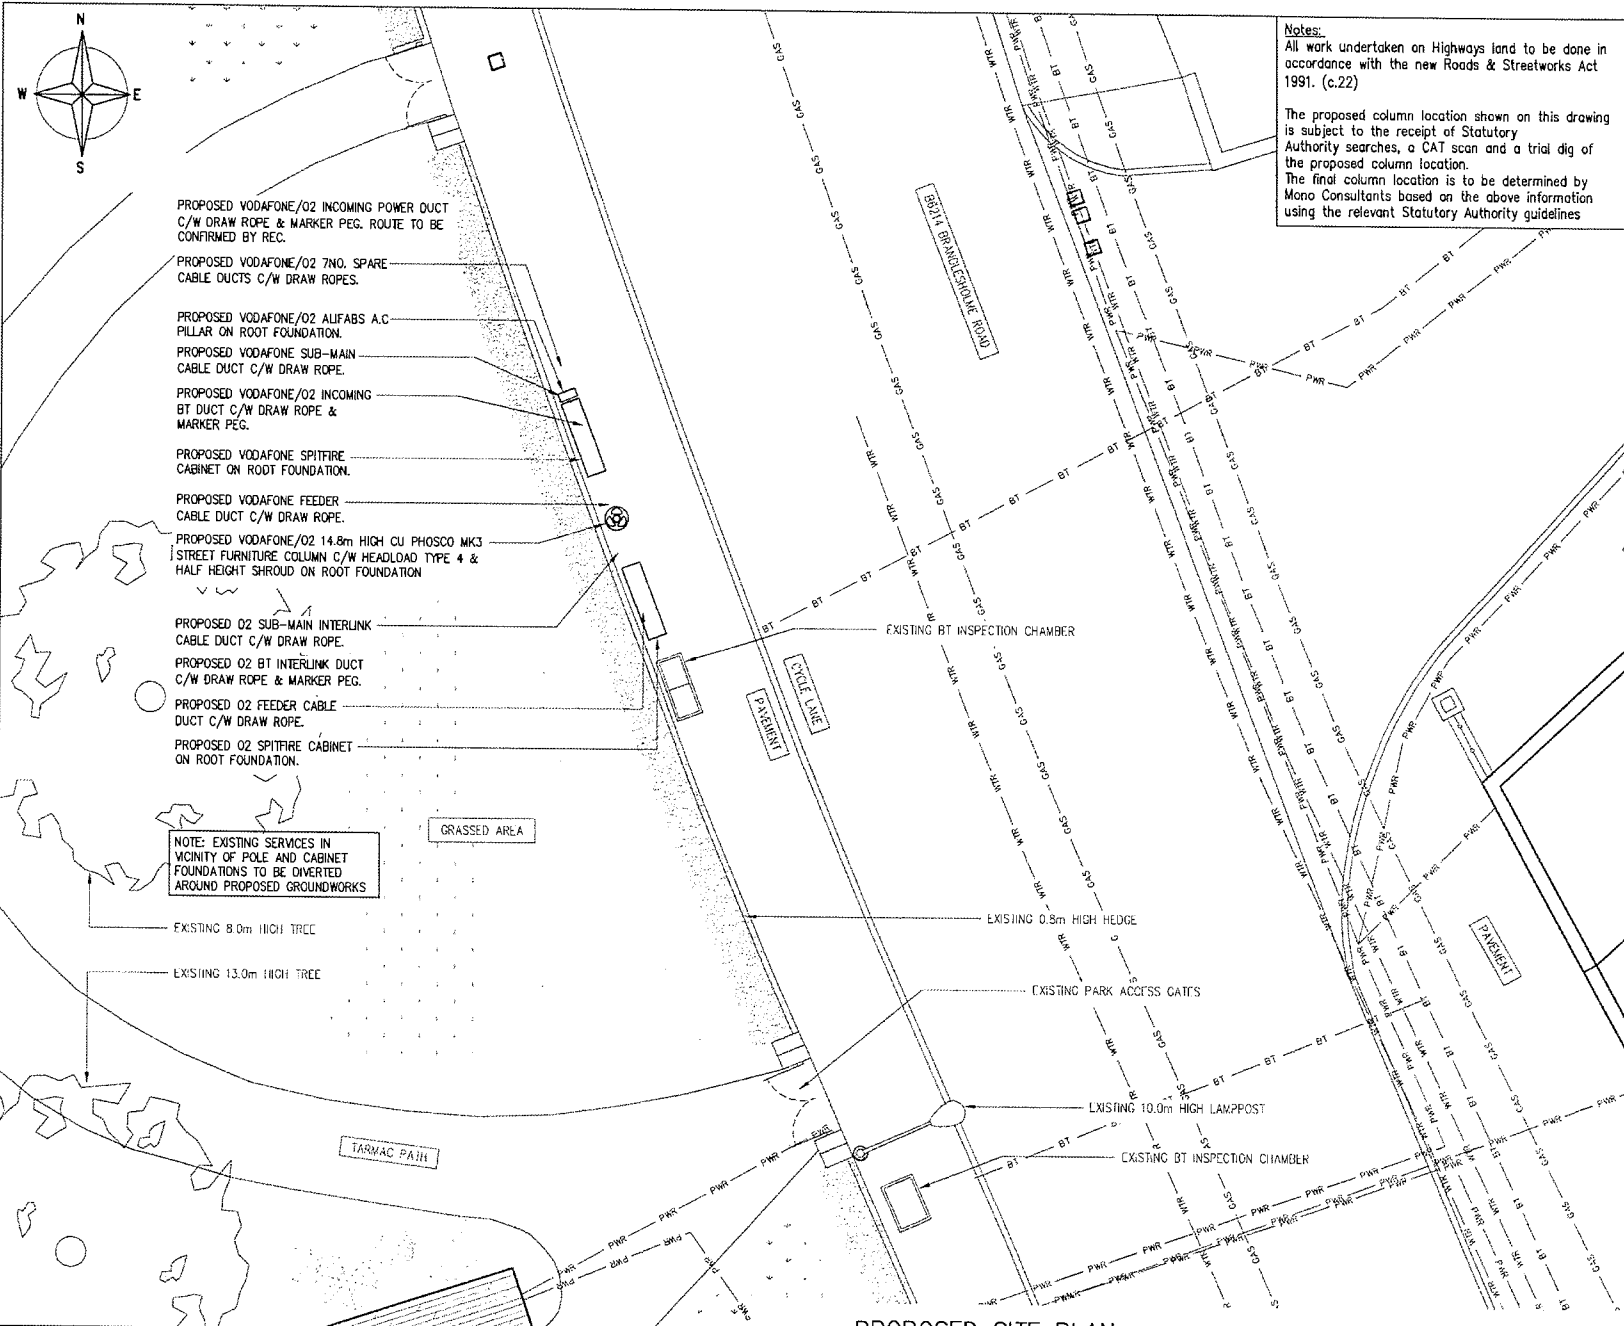 N
W
E
S
Notes:
All work undertaken on Highways land to be done in
accordance with the new Roads & Streetworks Act
1991. (c.22)
The proposed column location shown on this drawing
is subject to the receipt of Statutory
Authority searches, a CAT scan and a trial dig of
the proposed column location.
The final column location is to be determined by
Mono Consultants based on the above information
using the relevant Statutory Authority guidelines
PROPOSED VODAFONE/O2 INCOMING POWER DUCT
C/W DRAW ROPE & MARKER PEG. ROUTE TO BE
CONFIRMED BY REC.
PROPOSED VODAFONE/O2 7NO. SPARE
CABLE DUCTS C/W DRAW ROPES.
PROPOSED VODAFONE/O2 ALIFABS A.C
PILLAR ON ROOT FOUNDATION.
PROPOSED VODAFONE SUB-MAIN
CABLE DUCT C/W DRAW ROPE.
PROPOSED VODAFONE/O2 INCOMING
BT DUCT C/W DRAW ROPE &
MARKER PEG.
PROPOSED VODAFONE SPITFIRE
CABINET ON ROOT FOUNDATION.
PROPOSED VODAFONE FEEDER
CABLE DUCT C/W DRAW ROPE.
PROPOSED VODAFONE/O2 14.8m HIGH CU PHOSCO MK3
STREET FURNITURE COLUMN C/W HEADLOAD TYPE 4 &
HALF HEIGHT SHROUD ON ROOT FOUNDATION
PROPOSED O2 SUB-MAIN INTERLINK
CABLE DUCT C/W DRAW ROPE.
PROPOSED O2 BT INTERLINK DUCT
C/W DRAW ROPE & MARKER PEG.
PROPOSED O2 FEEDER CABLE
DUCT C/W DRAW ROPE.
PROPOSED O2 SPITFIRE CABINET
ON ROOT FOUNDATION.
B6214 BRANDLESHOLME ROAD
EXISTING BT INSPECTION CHAMBER
CYCLE LANE
PAVEMENT
GRASSED AREA
NOTE: EXISTING SERVICES IN
VICINITY OF POLE AND CABINET
FOUNDATIONS TO BE DIVERTED
AROUND PROPOSED GROUNDWORKS
EXISTING 8.0m HIGH TREE
EXISTING 13.0m HIGH TREE
EXISTING 0.8m HIGH HEDGE
PAVEMENT
EXISTING PARK ACCESS GATES
EXISTING 10.0m HIGH LAMPPOST
TARMAC PATH
EXISTING BT INSPECTION CHAMBER
GAS
WTR
PWR
BT